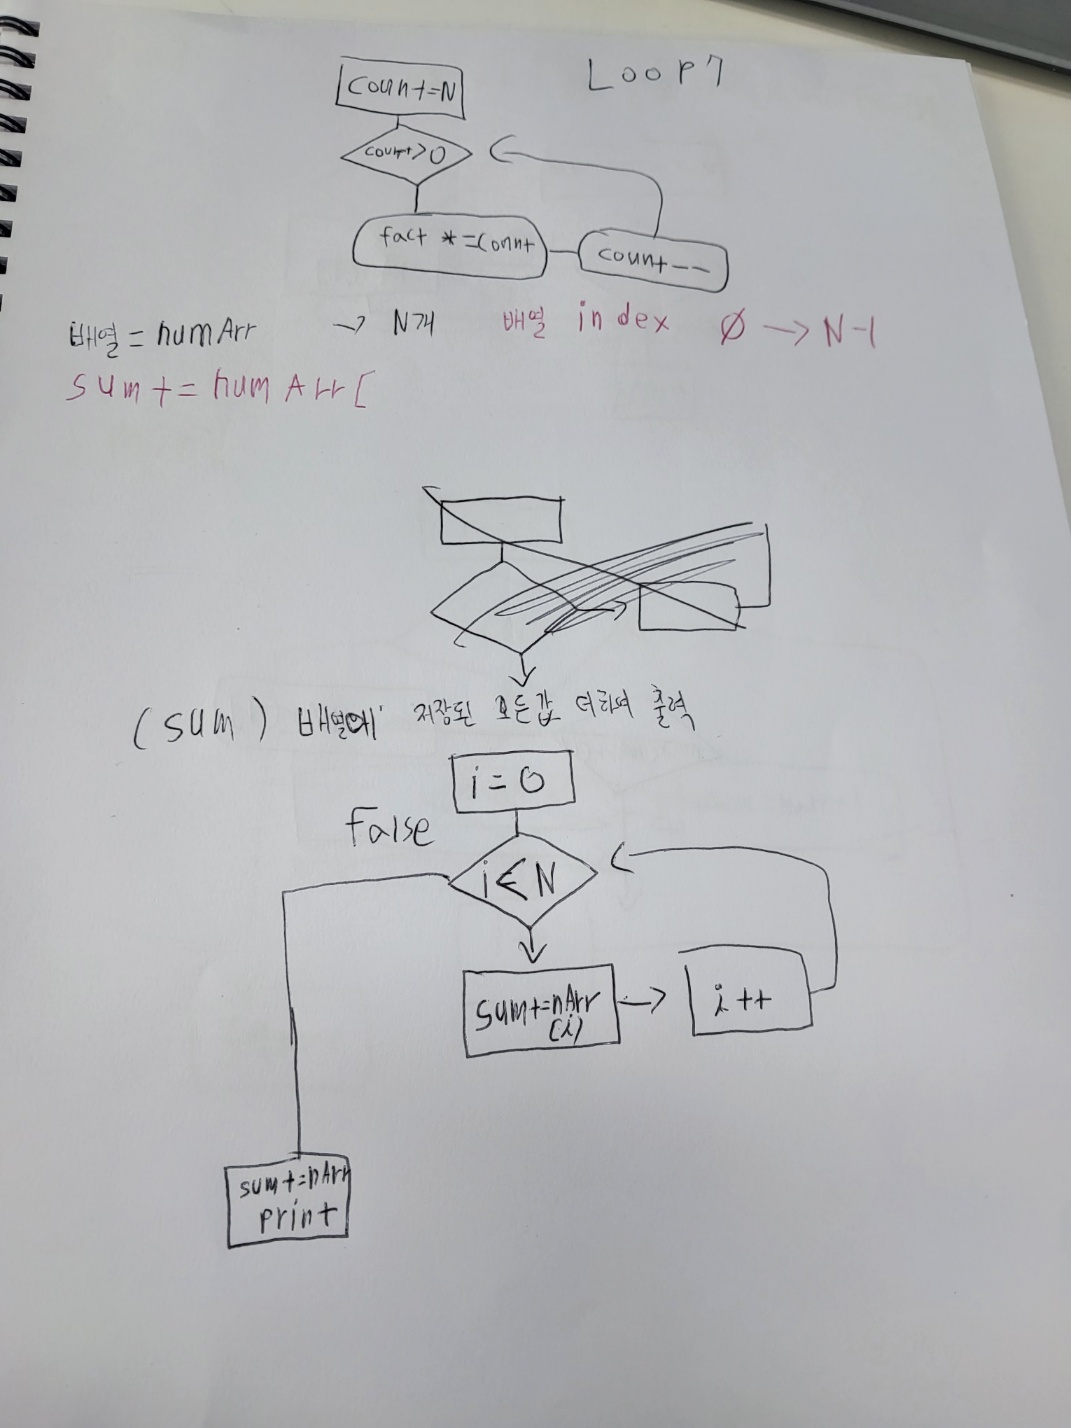 Loop 7
count=N
count>0
fact *=count
count--
배열=numArr → N개 배열 index Ø → N-1
sum+=numArr[
(sum) 배열에 저장된 모든값 더하여 출력
i=0
False
i<N
sum+=nArr
(i)
i++
sum+=nArr
print